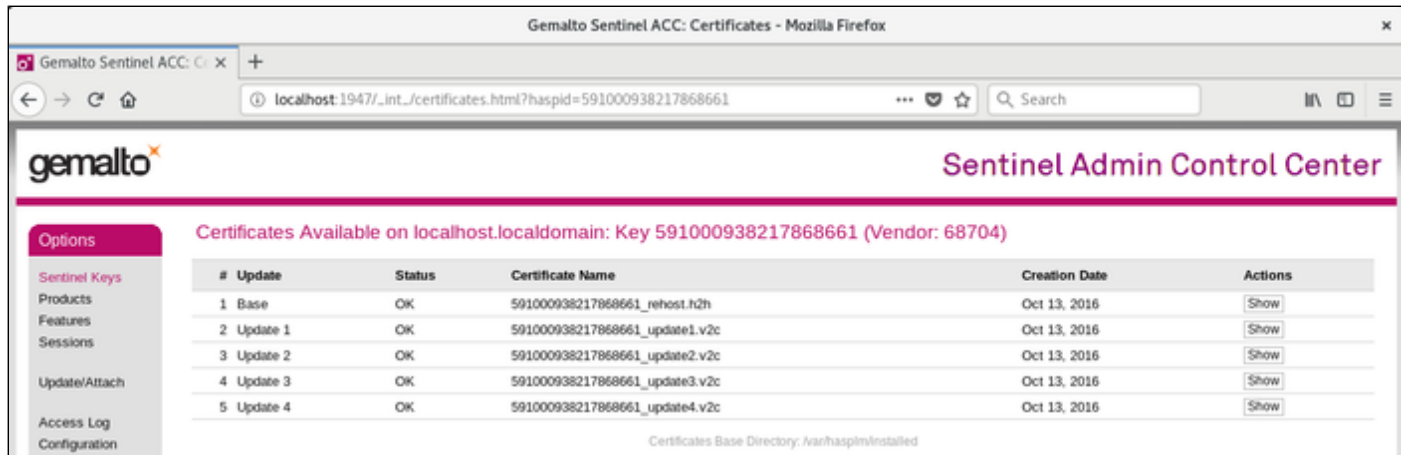 Gemalto Sentinel ACC: Certificates - Mozilla Firefox
Gemalto Sentinel ACC: Ce
localhost:1947/_int_/certificates.html?haspid=591000938217868661
Search
gemalto
Sentinel Admin Control Center
Options
Certificates Available on localhost.localdomain: Key 591000938217868661 (Vendor: 68704)
Sentinel Keys
Products
Features
Sessions
Update/Attach
Access Log
Configuration
# Update Status Certificate Name Creation Date Actions
1 Base OK 591000938217868661_rehost.h2h Oct 13, 2016 Show
2 Update 1 OK 591000938217868661_update1.v2c Oct 13, 2016 Show
3 Update 2 OK 591000938217868661_update2.v2c Oct 13, 2016 Show
4 Update 3 OK 591000938217868661_update3.v2c Oct 13, 2016 Show
5 Update 4 OK 591000938217868661_update4.v2c Oct 13, 2016 Show
Certificates Base Directory: /var/hasplm/installed